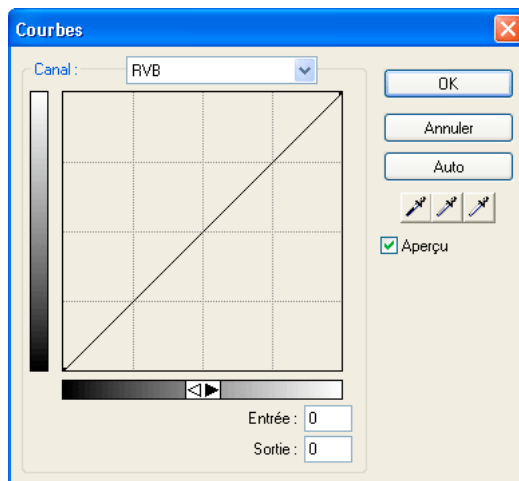 Courbes
Canal : RVB
OK
Annuler
Auto
Aperçu
Entrée : 0
Sortie : 0